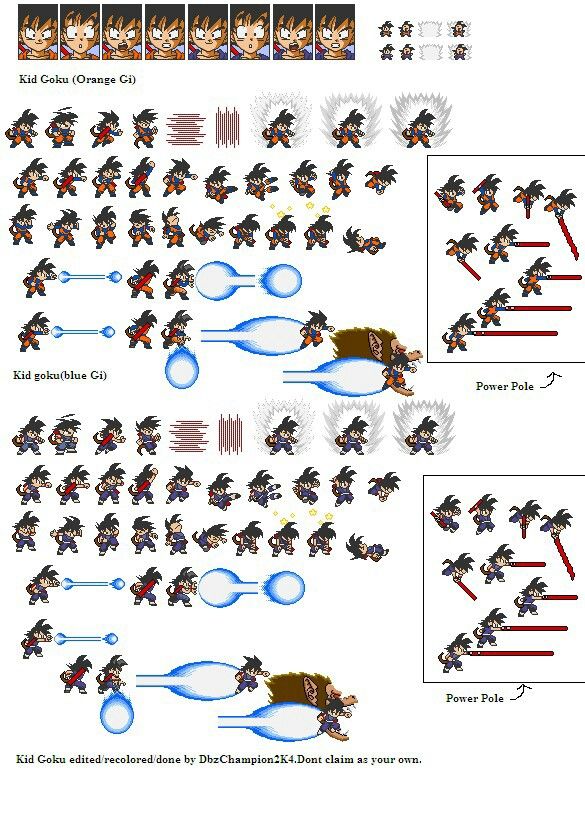 Kid Goku (Orange Gi)
Power Pole
Kid goku(blue Gi)
Power Pole
Kid Goku edited/recolored/done by DbzChampion2K4.Dont claim as your own.